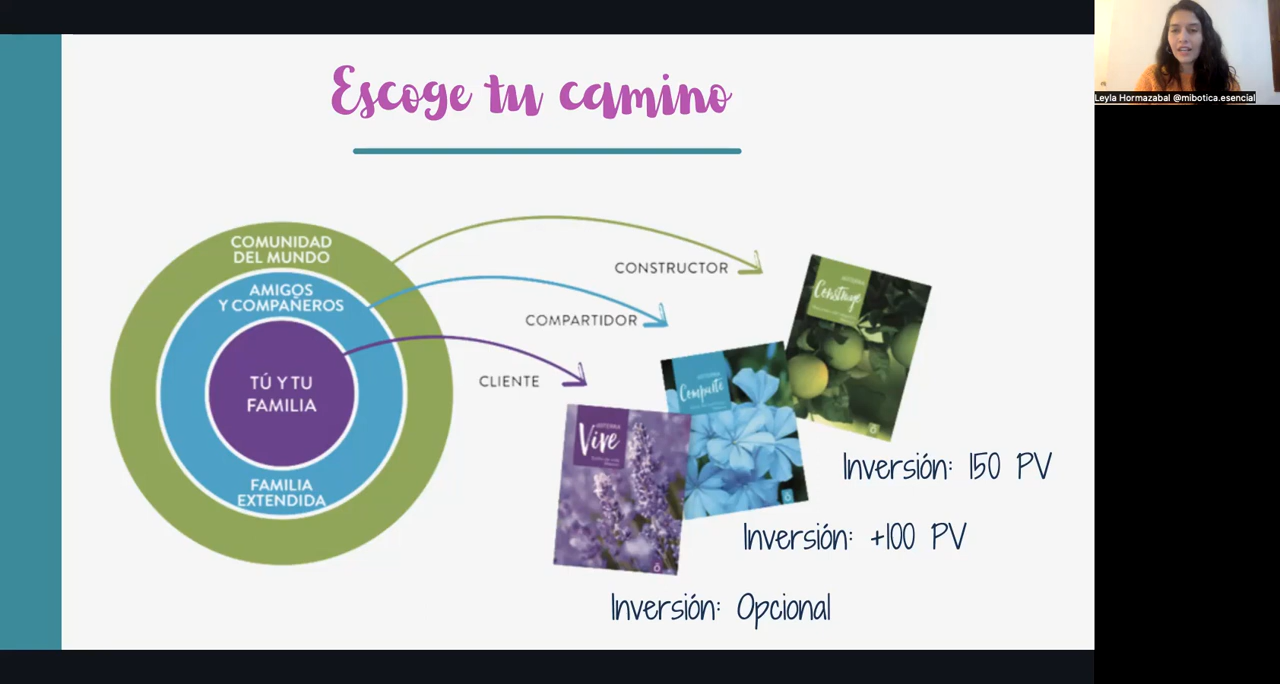 Escoge tu camino
Leyla Hormazabal @mibotica.esencial
COMUNIDAD
DEL MUNDO
AMIGOS
Y COMPAÑEROS
TÚ Y TU
FAMILIA
FAMILIA
EXTENDIDA
CONSTRUCTOR
COMPARTIDOR
CLIENTE
Construye
Comparte
Vive
Inversión: 150 PV
Inversión: +100 PV
Inversión: Opcional